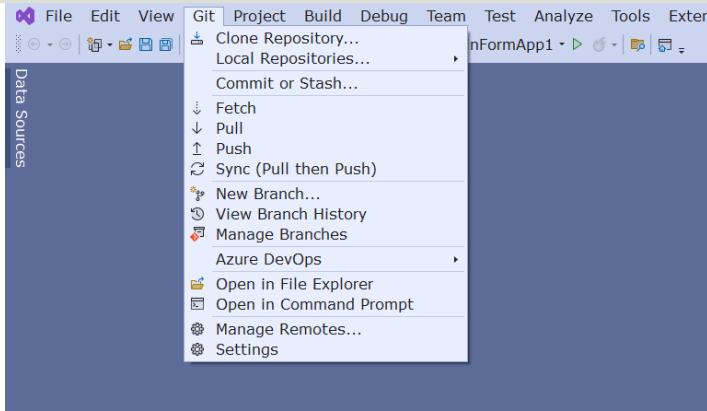 File Edit View Git Project Build Debug Team Test Analyze Tools
nFormApp1
Data Sources
Clone Repository...
Local Repositories...
Commit or Stash...
Fetch
Pull
Push
Sync (Pull then Push)
New Branch...
View Branch History
Manage Branches
Azure DevOps
Open in File Explorer
Open in Command Prompt
Manage Remotes...
Settings